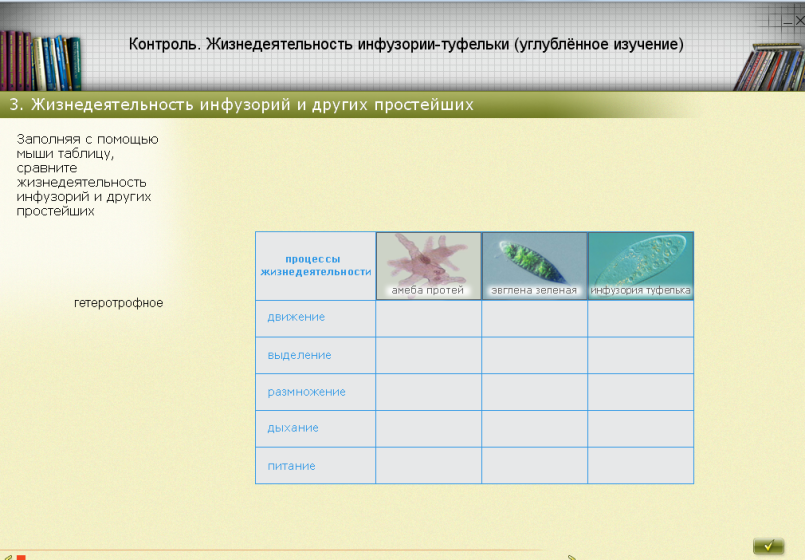 Контроль. Жизнедеятельность инфузории-туфельки (углублённое изучение)
3. Жизнедеятельность инфузорий и других простейших
Заполняя с помощью
мыши таблицу,
сравните
жизнедеятельность
инфузорий и других
простейших
гетеротрофное
процессы
жизнедеятельности
амеба протей
эвглена зеленая
инфузория туфелька
движение
выделение
размножение
дыхание
питание